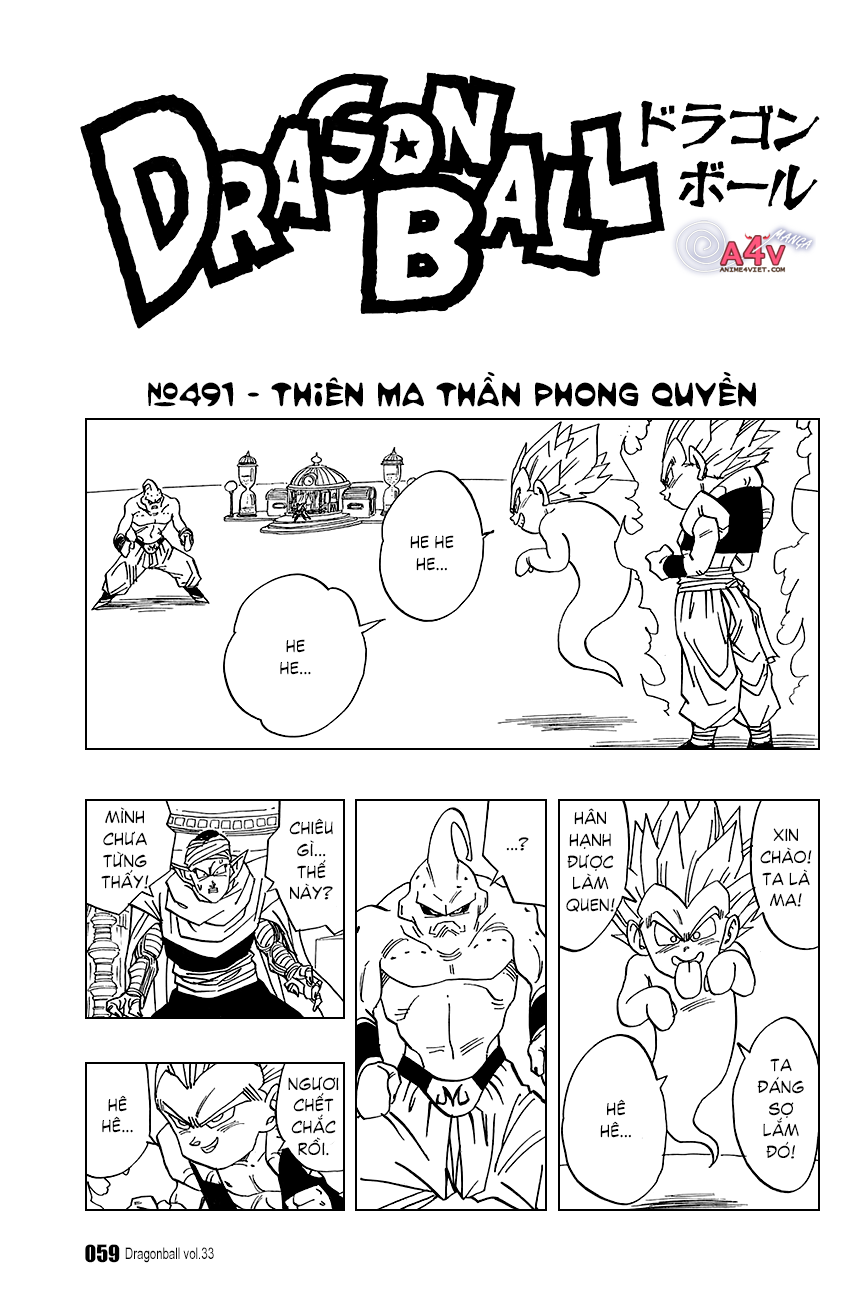 DRAGON
BALL
ドラゴン
ボール
A4V
MANGA
ANIME4VIET.COM
№491 - THIÊN MA THẦN PHONG QUYỀN
HE HE
HE...
HE
HE...
XIN
CHÀO!
TA LÀ
MA!
HÂN
HẠNH
ĐƯỢC
LÀM
QUEN!
TA
ĐÁNG
SỢ
LẮM
ĐÓ!
HÊ
HÊ...
...?
CHIÊU
GÌ...
THẾ
NÀY?
MÌNH
CHƯA
TỪNG
THẤY!
M
NGƯƠI
CHẾT
CHẮC
RỒI.
HÊ
HÊ...
059 Dragonball vol.33